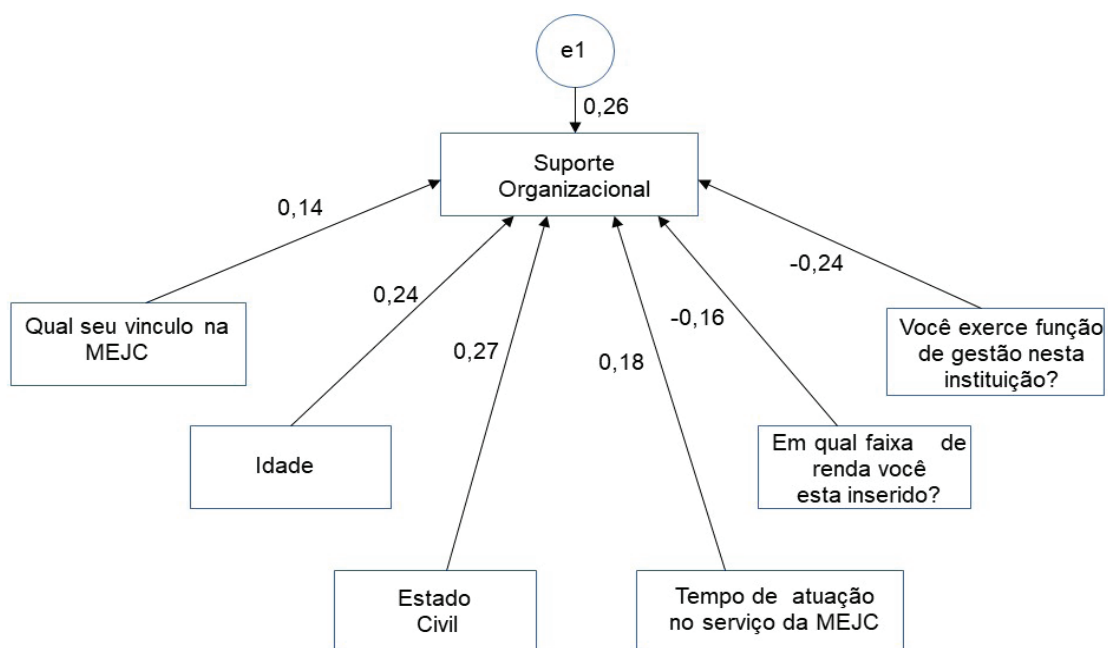 e1
0,26
Suporte
Organizacional
0,14
0,24
0,27
0,18
-0,16
-0,24
Qual seu vinculo na
MEJC
Idade
Estado
Civil
Tempo de atuação
no serviço da MEJC
Em qual faixa de
renda você
esta inserido?
Você exerce função
de gestão nesta
instituição?